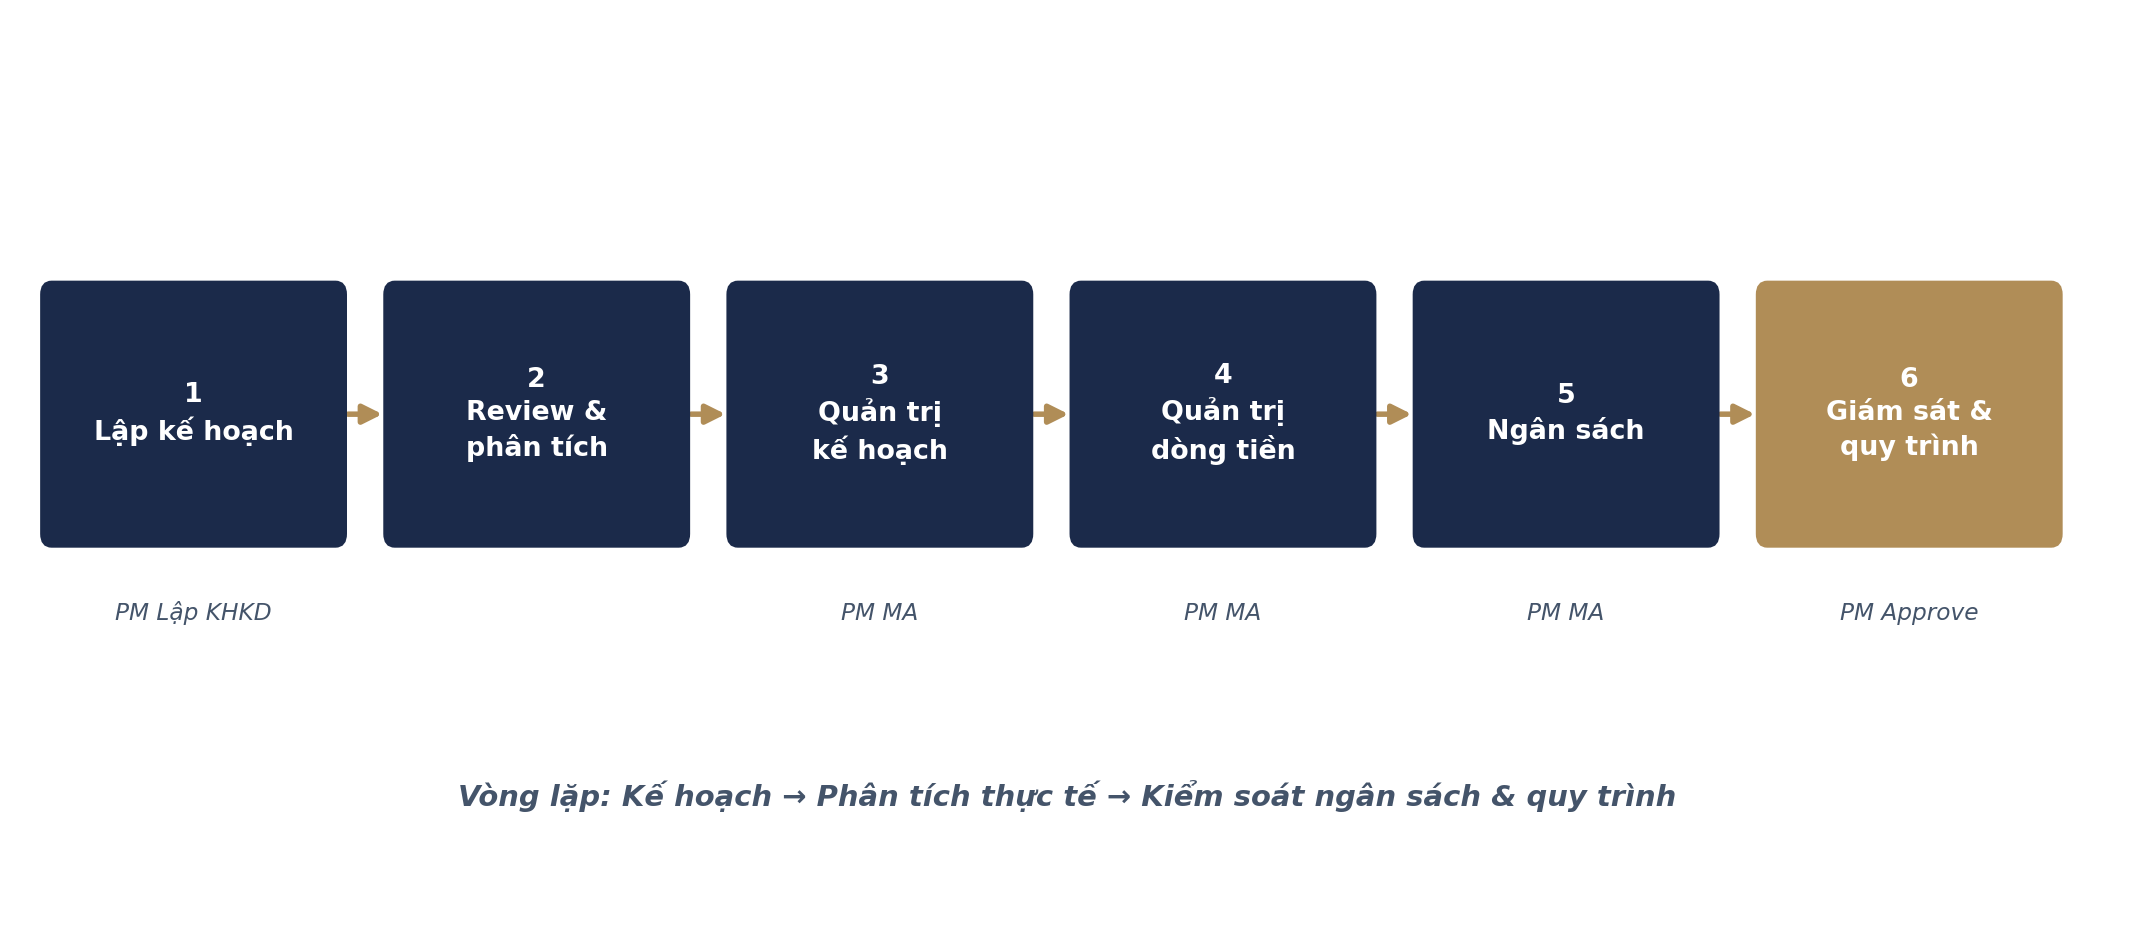 1
Lập kế hoạch
2
Review &
phân tích
3
Quản trị
kế hoạch
4
Quản trị
dòng tiền
5
Ngân sách
6
Giám sát &
quy trình
PM Lập KHKD
PM MA
PM MA
PM MA
PM Approve
Vòng lặp: Kế hoạch → Phân tích thực tế → Kiểm soát ngân sách & quy trình